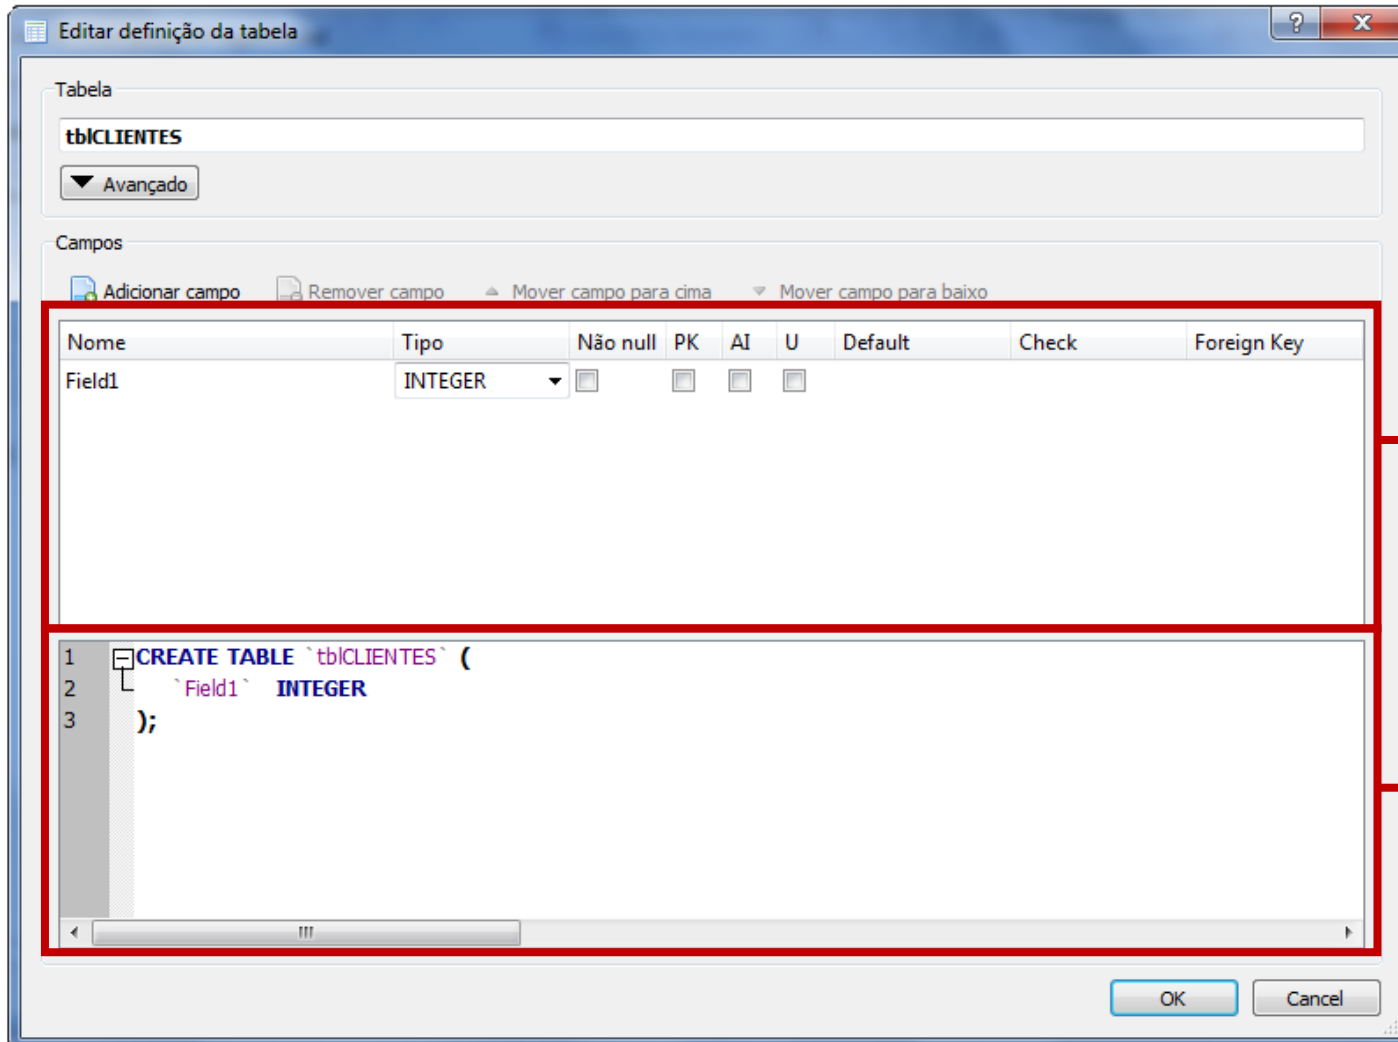 Editar definição da tabela
Tabela
tblCLIENTES
Avançado
Campos
Adicionar campo Remover campo Mover campo para cima Mover campo para baixo
Nome Tipo Não null PK AI U Default Check Foreign Key
Field1 INTEGER
1 CREATE TABLE `tblCLIENTES` (
2 `Field1` INTEGER
3 );
OK Cancel